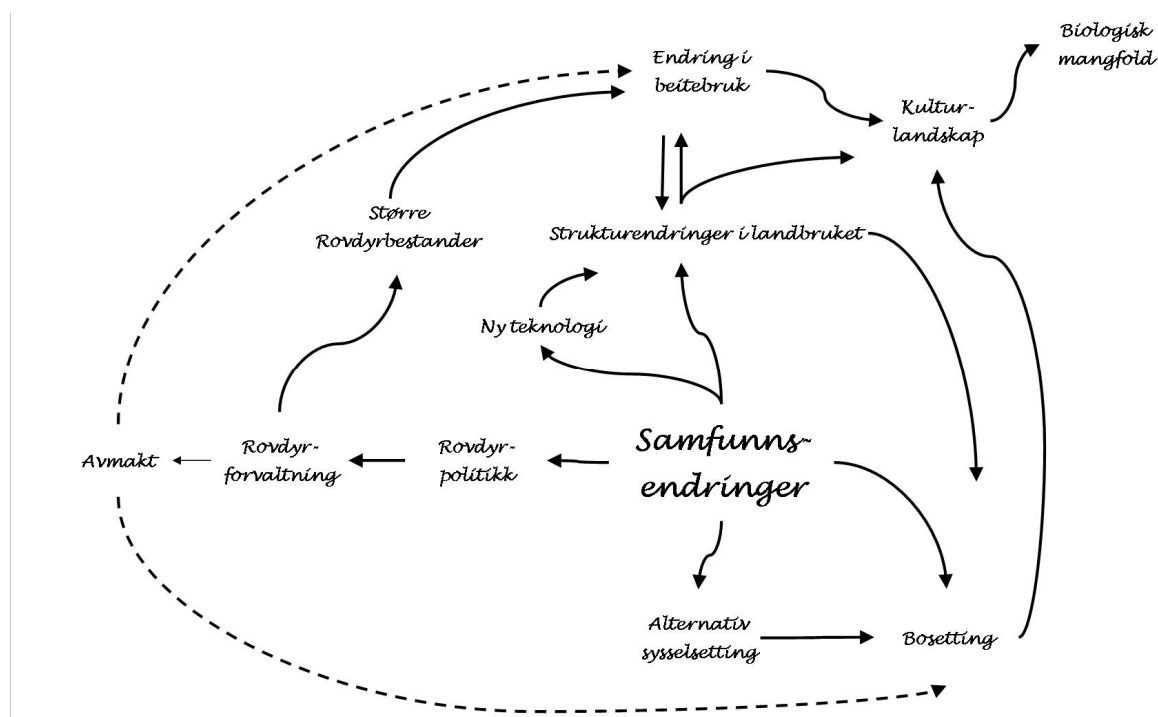 Biologisk
mangfold
Endring i
beitebruk
Kultur-
landskap
Større
Rovdyrbestander
Strukturendringer i landbruket
Ny teknologi
Samfunns-
endringer
Avmakt
Rovdyr-
forvaltning
Rovdyr-
politikk
Alternativ
sysselsetting
Bosetting